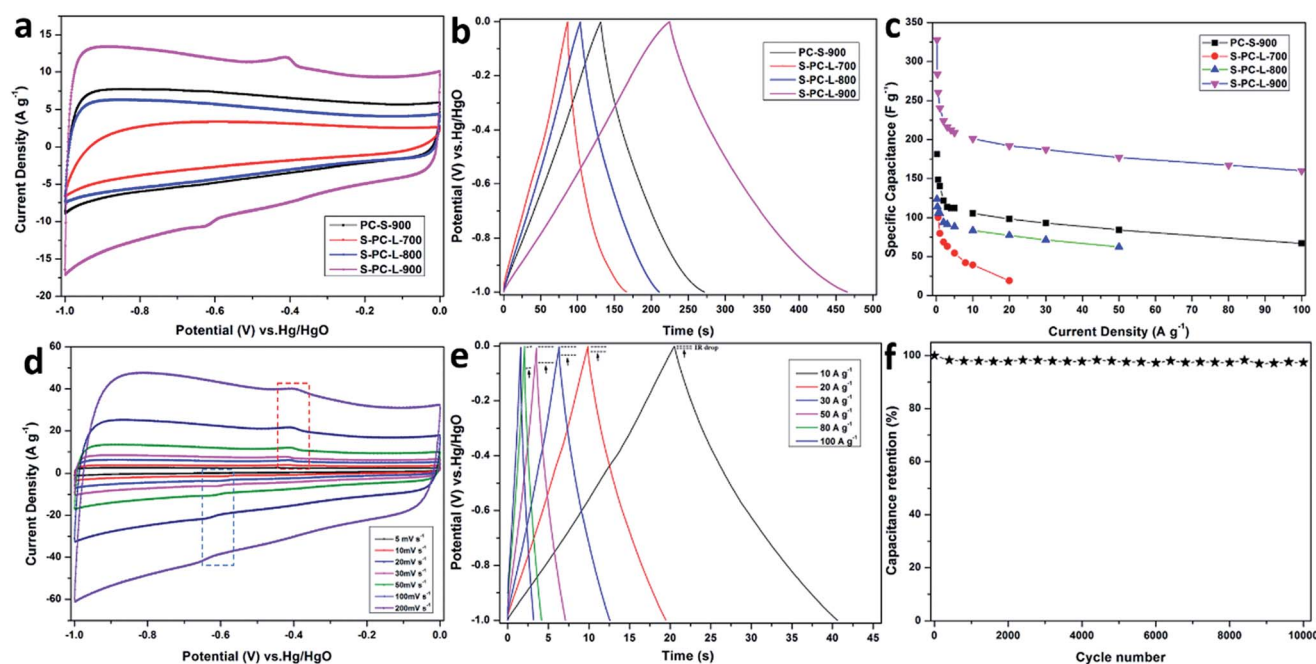 a
Current Density (A g-1)
15
10
5
0
-5
-10
-15
-20
-1.0
-0.8
-0.6
-0.4
-0.2
0.0
Potential (V) vs.Hg/HgO
PC-S-900
S-PC-L-700
S-PC-L-800
S-PC-L-900
b
Potential (V) vs.Hg/HgO
0.0
-0.2
-0.4
-0.6
-0.8
-1.0
0
50
100
150
200
250
300
350
400
450
500
Time (s)
PC-S-900
S-PC-L-700
S-PC-L-800
S-PC-L-900
c
Specific Capacitance (F g-1)
400
350
300
250
200
150
100
50
0
0
10
20
30
40
50
60
70
80
90
100
Current Density (A g-1)
PC-S-900
S-PC-L-700
S-PC-L-800
S-PC-L-900
d
Current Density (A g-1)
60
40
20
0
-20
-40
-60
-1.0
-0.8
-0.6
-0.4
-0.2
0.0
Potential (V) vs.Hg/HgO
5 mV s-1
10mV s-1
20mV s-1
30mV s-1
50mV s-1
100mV s-1
200mV s-1
e
Potential (V) vs.Hg/HgO
0.0
-0.2
-0.4
-0.6
-0.8
-1.0
0
5
10
15
20
25
30
35
40
45
Time (s)
IR drop
10 A g-1
20 A g-1
30 A g-1
50 A g-1
80 A g-1
100 A g-1
f
Capacitance retention (%)
100
80
60
40
20
0
0
2000
4000
6000
8000
10000
Cycle number